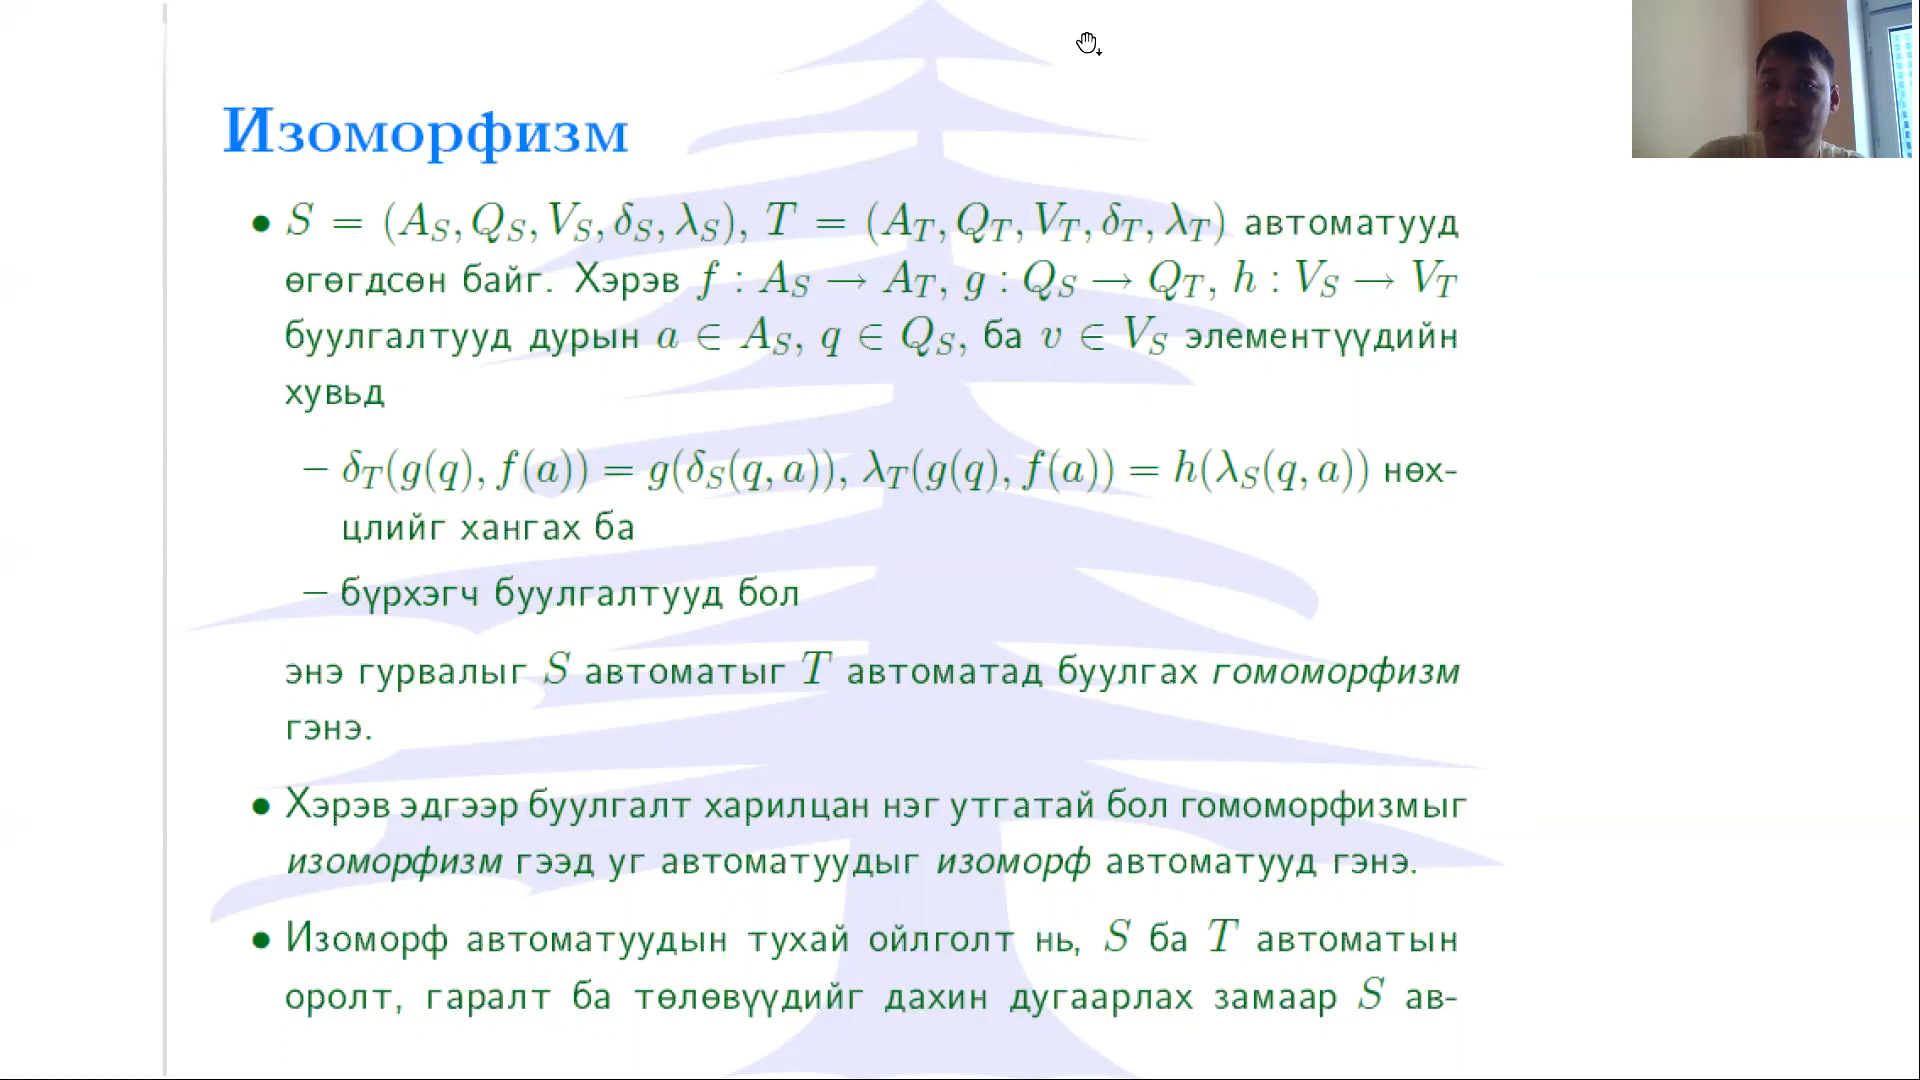 Изоморфизм
• S = (A_S, Q_S, V_S, δ_S, λ_S), T = (A_T, Q_T, V_T, δ_T, λ_T) автоматууд
өгөгдсөн байг. Хэрэв f : A_S → A_T, g : Q_S → Q_T, h : V_S → V_T
буулгалтууд дурын a ∈ A_S, q ∈ Q_S, ба v ∈ V_S элементүүдийн
хувьд
– δ_T(g(q), f(a)) = g(δ_S(q, a)), λ_T(g(q), f(a)) = h(λ_S(q, a)) нөх-
цлийг хангах ба
– бүрхэгч буулгалтууд бол
энэ гурвалыг S автоматыг T автоматад буулгах гомоморфизм
гэнэ.
• Хэрэв эдгээр буулгалт харилцан нэг утгатай бол гомоморфизмыг
изоморфизм гээд уг автоматуудыг изоморф автоматууд гэнэ.
• Изоморф автоматуудын тухай ойлголт нь, S ба T автоматын
оролт, гаралт ба төлөвүүдийг дахин дугаарлах замаар S ав-